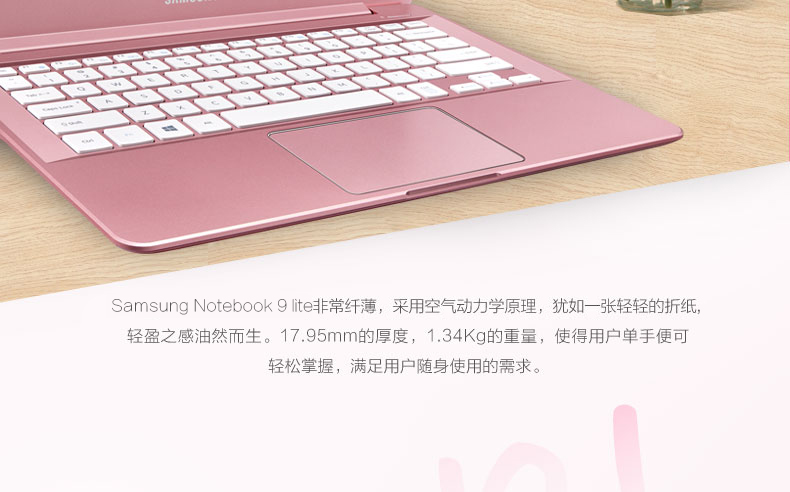 SAMSUNG
Samsung Notebook 9 lite非常纤薄，采用空气动力学原理，犹如一张轻轻的折纸,
轻盈之感油然而生。17.95mm的厚度，1.34Kg的重量，使得用户单手便可
轻松掌握，满足用户随身使用的需求。